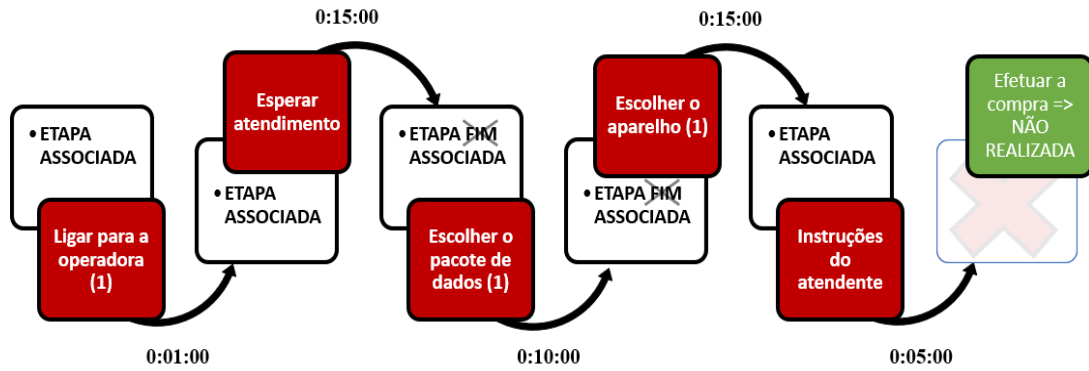 0:15:00
0:15:00
• ETAPA
ASSOCIADA
Ligar para a
operadora
(1)
0:01:00
Esperar
atendimento
• ETAPA
ASSOCIADA
• ETAPA FIM
ASSOCIADA
Escolher o
pacote de
dados (1)
0:10:00
Escolher o
aparelho (1)
• ETAPA FIM
ASSOCIADA
• ETAPA
ASSOCIADA
Instruções
do
atendente
0:05:00
Efetuar a
compra =>
NÃO
REALIZADA